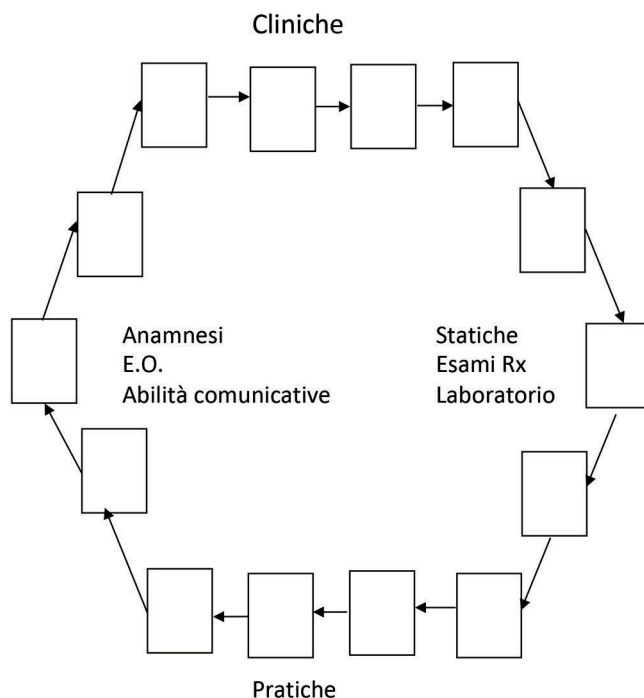 Cliniche
Anamnesi
E.O.
Abilità comunicative
Statiche
Esami Rx
Laboratorio
Pratiche